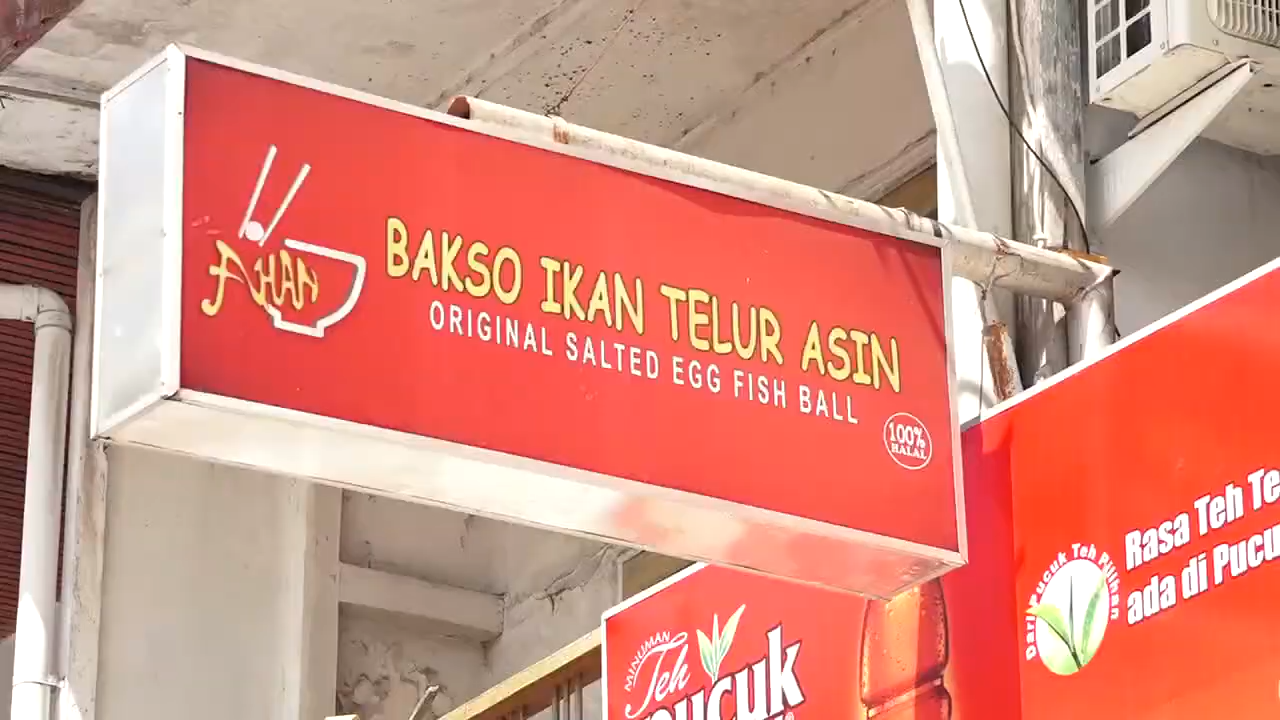 AHAN
BAKSO IKAN TELUR ASIN
ORIGINAL SALTED EGG FISH BALL
100%
HALAL
MINUMAN
Teh
pucuk
Dari Pucuk Teh Pilihan
Rasa Teh Te
ada di Pucu